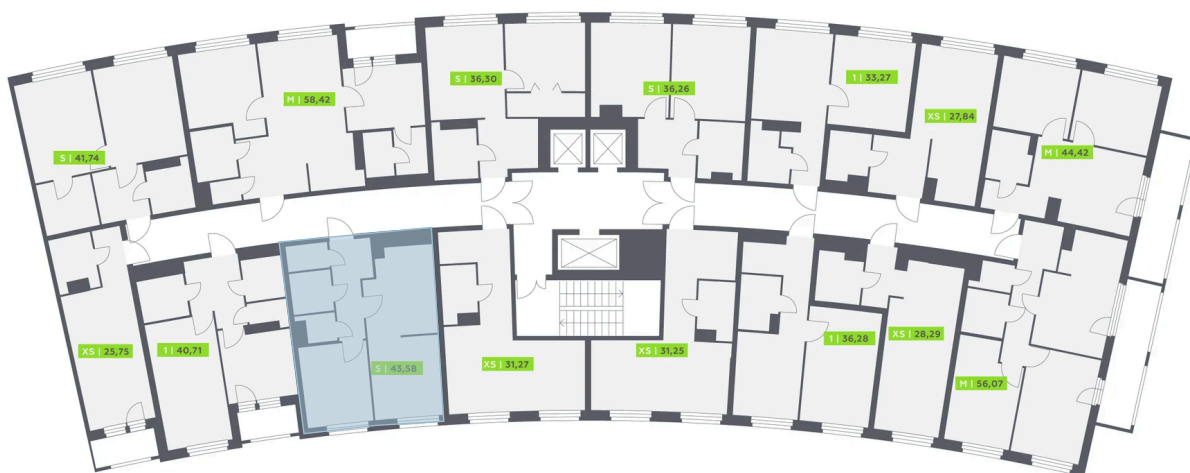 S | 36,30
1 | 33,27
S | 36,26
M | 58,42
XS | 27,84
S | 41,74
M | 44,42
XS | 25,75
1 | 40,71
S | 43,58
XS | 31,27
XS | 31,25
1 | 36,28
XS | 28,29
M | 56,07